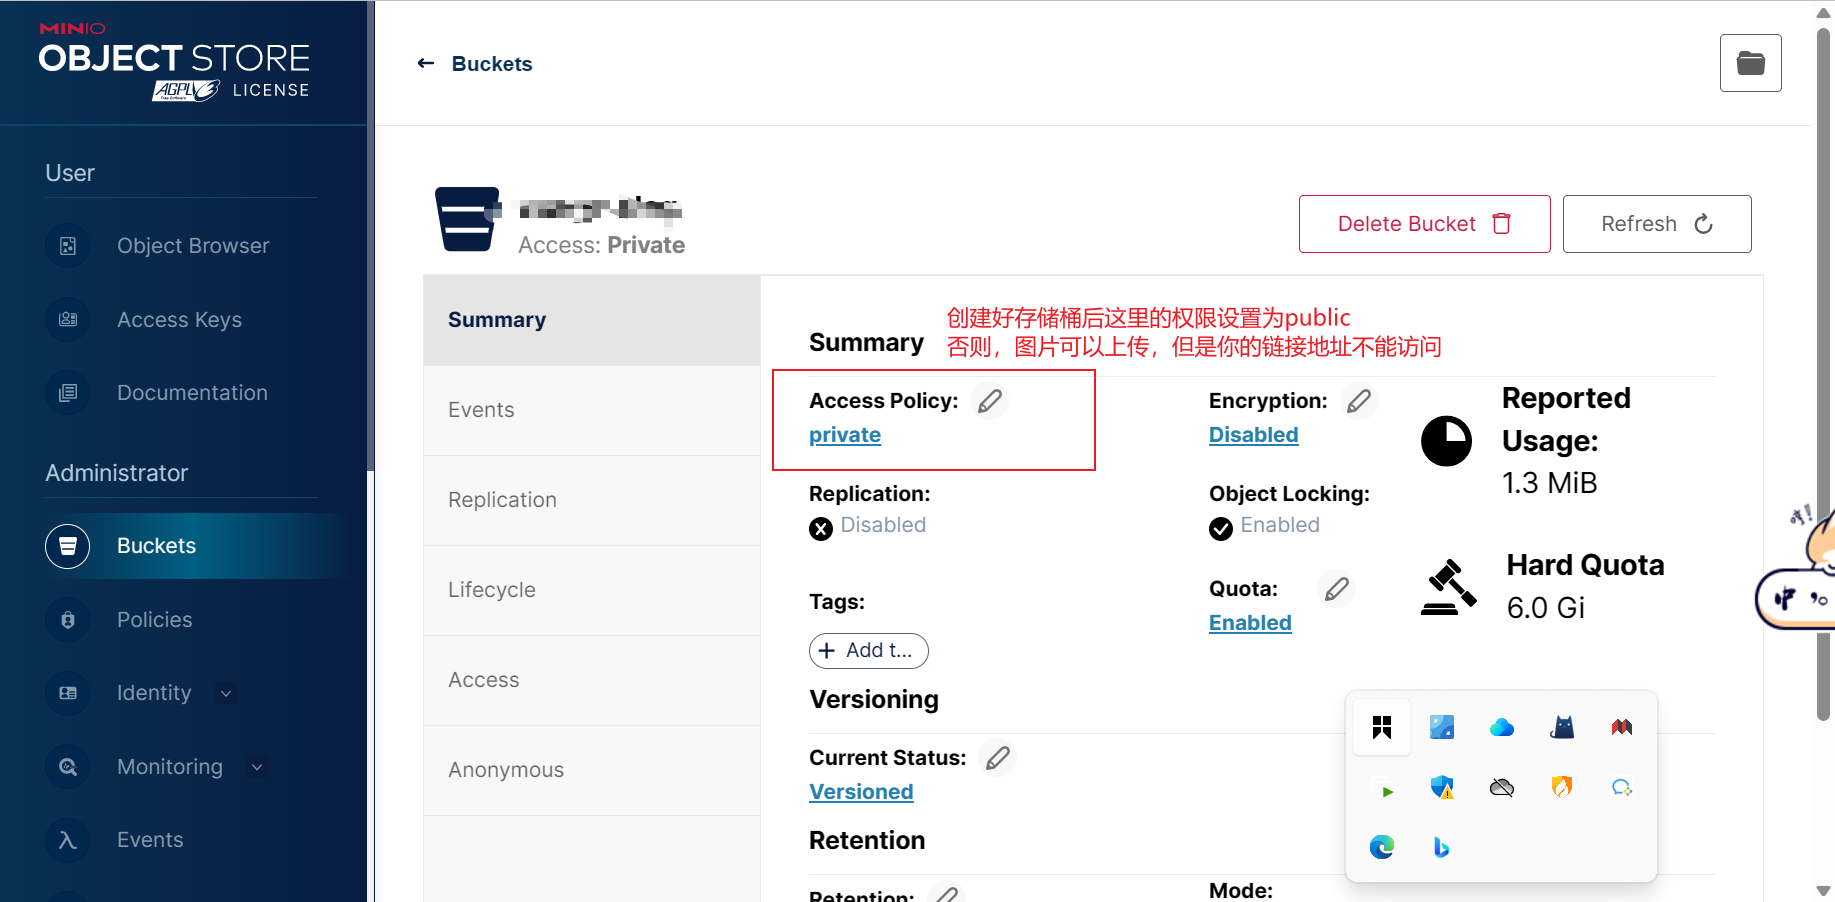 MINIO
OBJECT STORE
AGPL v3 LICENSE
Free Software
User
Object Browser
Access Keys
Documentation
Administrator
Buckets
Policies
Identity
Monitoring
Events
Buckets
Access: Private
Delete Bucket
Refresh
Summary
Events
Replication
Lifecycle
Access
Anonymous
创建好存储桶后这里的权限设置为public
否则，图片可以上传，但是你的链接地址不能访问
Summary
Access Policy:
private
Encryption:
Disabled
Reported
Usage:
1.3 MiB
Replication:
Disabled
Object Locking:
Enabled
Tags:
Add t...
Quota:
Enabled
Hard Quota
6.0 Gi
Versioning
Current Status:
Versioned
Retention
Retention:
Mode: